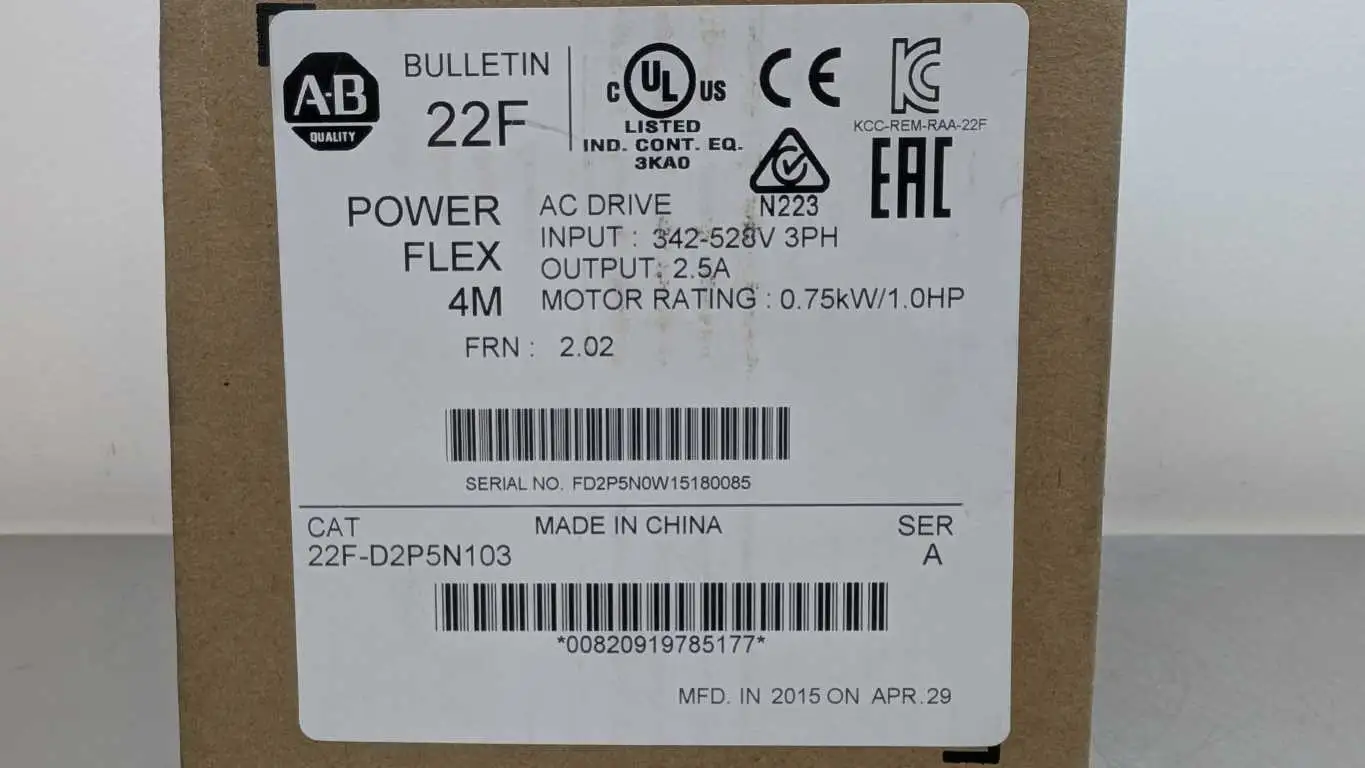 A-B
QUALITY
BULLETIN
22F
C UL US
LISTED
IND. CONT. EQ.
3KA0
CE
KC
KCC-REM-RAA-22F
N223
EAC
POWER
FLEX
4M
AC DRIVE
INPUT : 342-528V 3PH
OUTPUT: 2.5A
MOTOR RATING : 0.75kW/1.0HP
FRN : 2.02
SERIAL NO. FD2P5N0W15180085
CAT
22F-D2P5N103
MADE IN CHINA
SER
A
*00820919785177*
MFD. IN 2015 ON APR.29